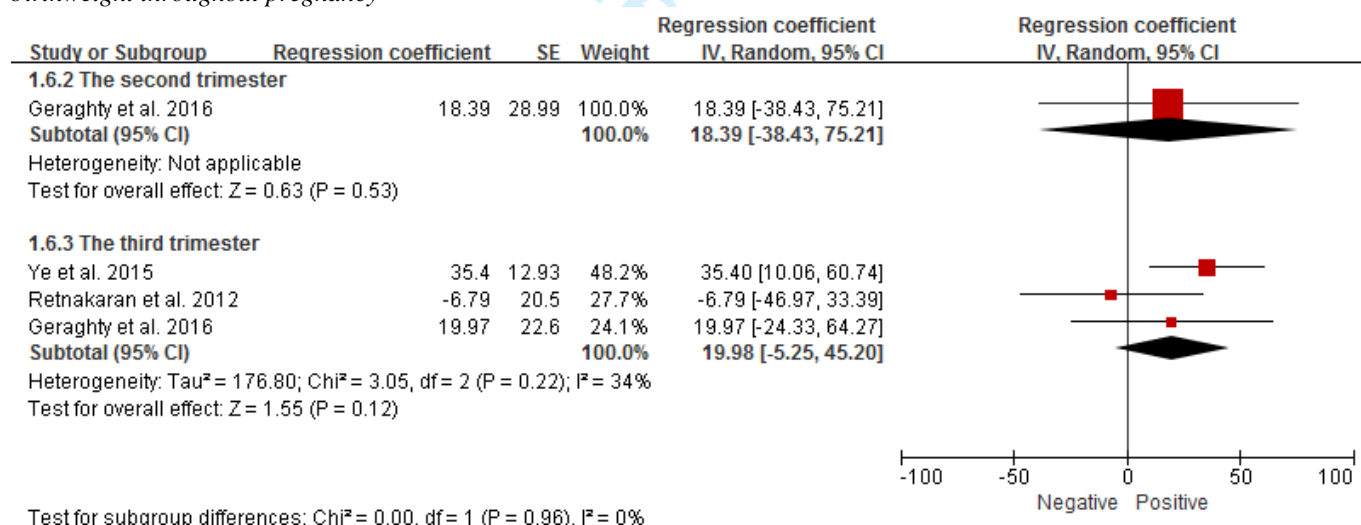 birthweight throughout pregnancy
Regression coefficient Regression coefficient
Study or Subgroup Regression coefficient SE Weight IV, Random, 95% CI IV, Random, 95% CI
1.6.2 The second trimester
Geraghty et al. 2016 18.39 28.99 100.0% 18.39 [-38.43, 75.21]
Subtotal (95% CI) 100.0% 18.39 [-38.43, 75.21]
Heterogeneity: Not applicable
Test for overall effect: Z = 0.63 (P = 0.53)
1.6.3 The third trimester
Ye et al. 2015 35.4 12.93 48.2% 35.40 [10.06, 60.74]
Retnakaran et al. 2012 -6.79 20.5 27.7% -6.79 [-46.97, 33.39]
Geraghty et al. 2016 19.97 22.6 24.1% 19.97 [-24.33, 64.27]
Subtotal (95% CI) 100.0% 19.98 [-5.25, 45.20]
Heterogeneity: Tau² = 176.80; Chi² = 3.05, df = 2 (P = 0.22); I² = 34%
Test for overall effect: Z = 1.55 (P = 0.12)
-100 -50 0 50 100
Negative Positive
Test for subgroup differences: Chi² = 0.00, df = 1 (P = 0.96), I² = 0%